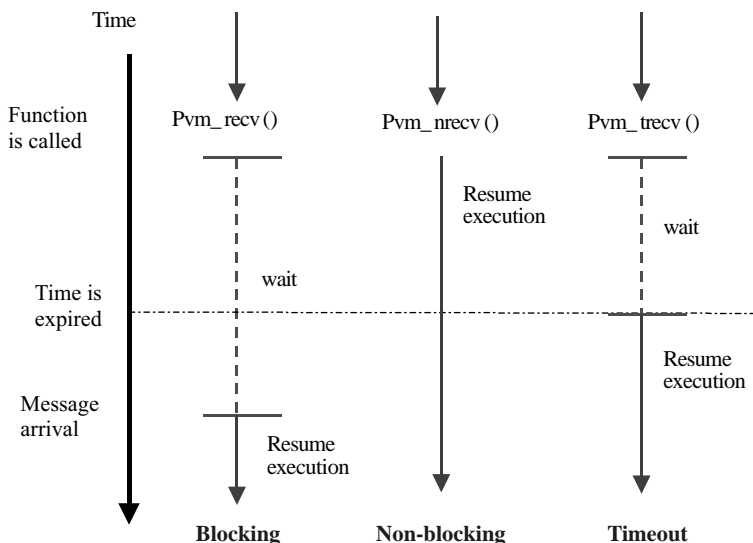 Time
Function
is called
Pvm_recv ()
Pvm_nrecv ()
Pvm_trecv ()
Resume
execution
wait
wait
Time is
expired
Resume
execution
Message
arrival
Resume
execution
Blocking
Non-blocking
Timeout